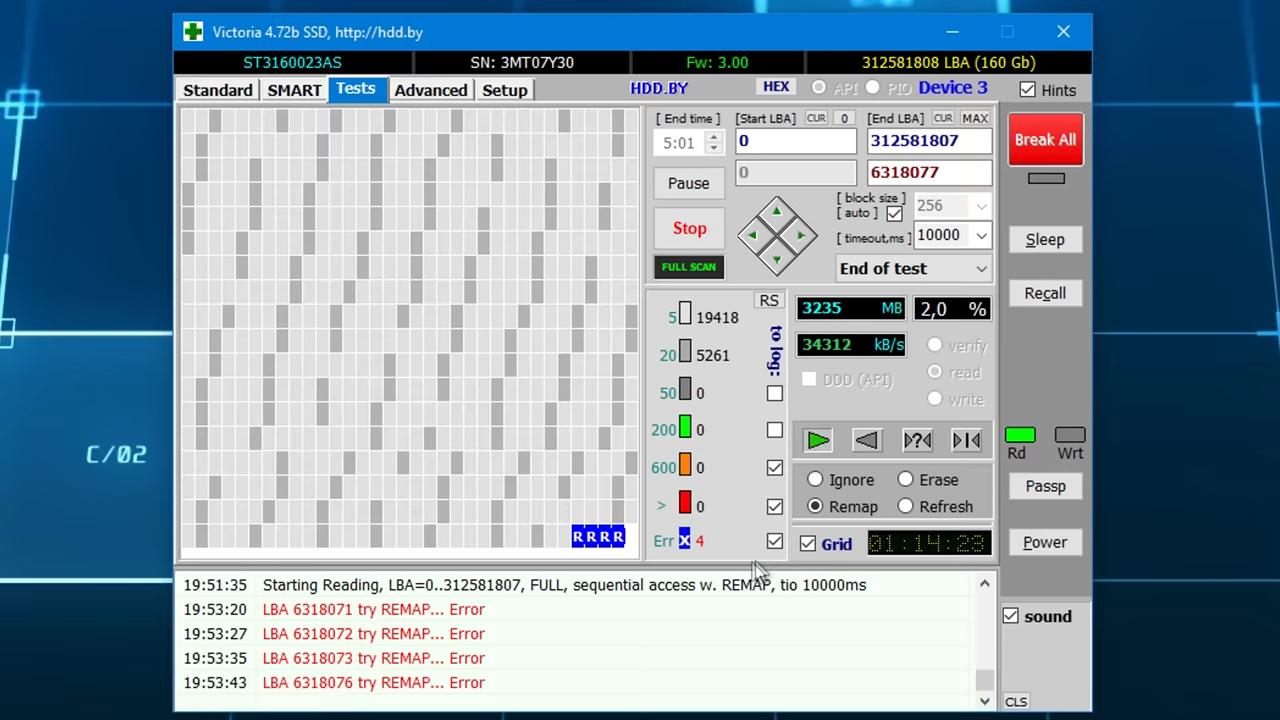 Victoria 4.72b SSD, http://hdd.by
ST3160023AS SN: 3MT07Y30 Fw: 3.00 312581808 LBA (160 Gb)
Standard SMART Tests Advanced Setup HDD.BY HEX API PIO Device 3 Hints
[ End time ] [Start LBA] CUR 0 [End LBA] CUR MAX
5:01 0 312581807
Break All
0 6318077
Pause
[ block size ]
[ auto ] 256
Stop
[ timeout,ms ] 10000
Sleep
FULL SCAN
End of test
Recall
RS
5 19418
3235 MB 2,0 %
to log:
20 5261
34312 kB/s
verify
DDD (API)
read
50 0
write
200 0
C/02
?
Rd Wrt
600 0
Ignore Erase
Passp
> 0
Remap Refresh
RRRR
Err x 4
Grid 01:14:23
Power
19:51:35 Starting Reading, LBA=0..312581807, FULL, sequential access w. REMAP, tio 10000ms
19:53:20 LBA 6318071 try REMAP... Error
19:53:27 LBA 6318072 try REMAP... Error
19:53:35 LBA 6318073 try REMAP... Error
19:53:43 LBA 6318076 try REMAP... Error
sound
CLS